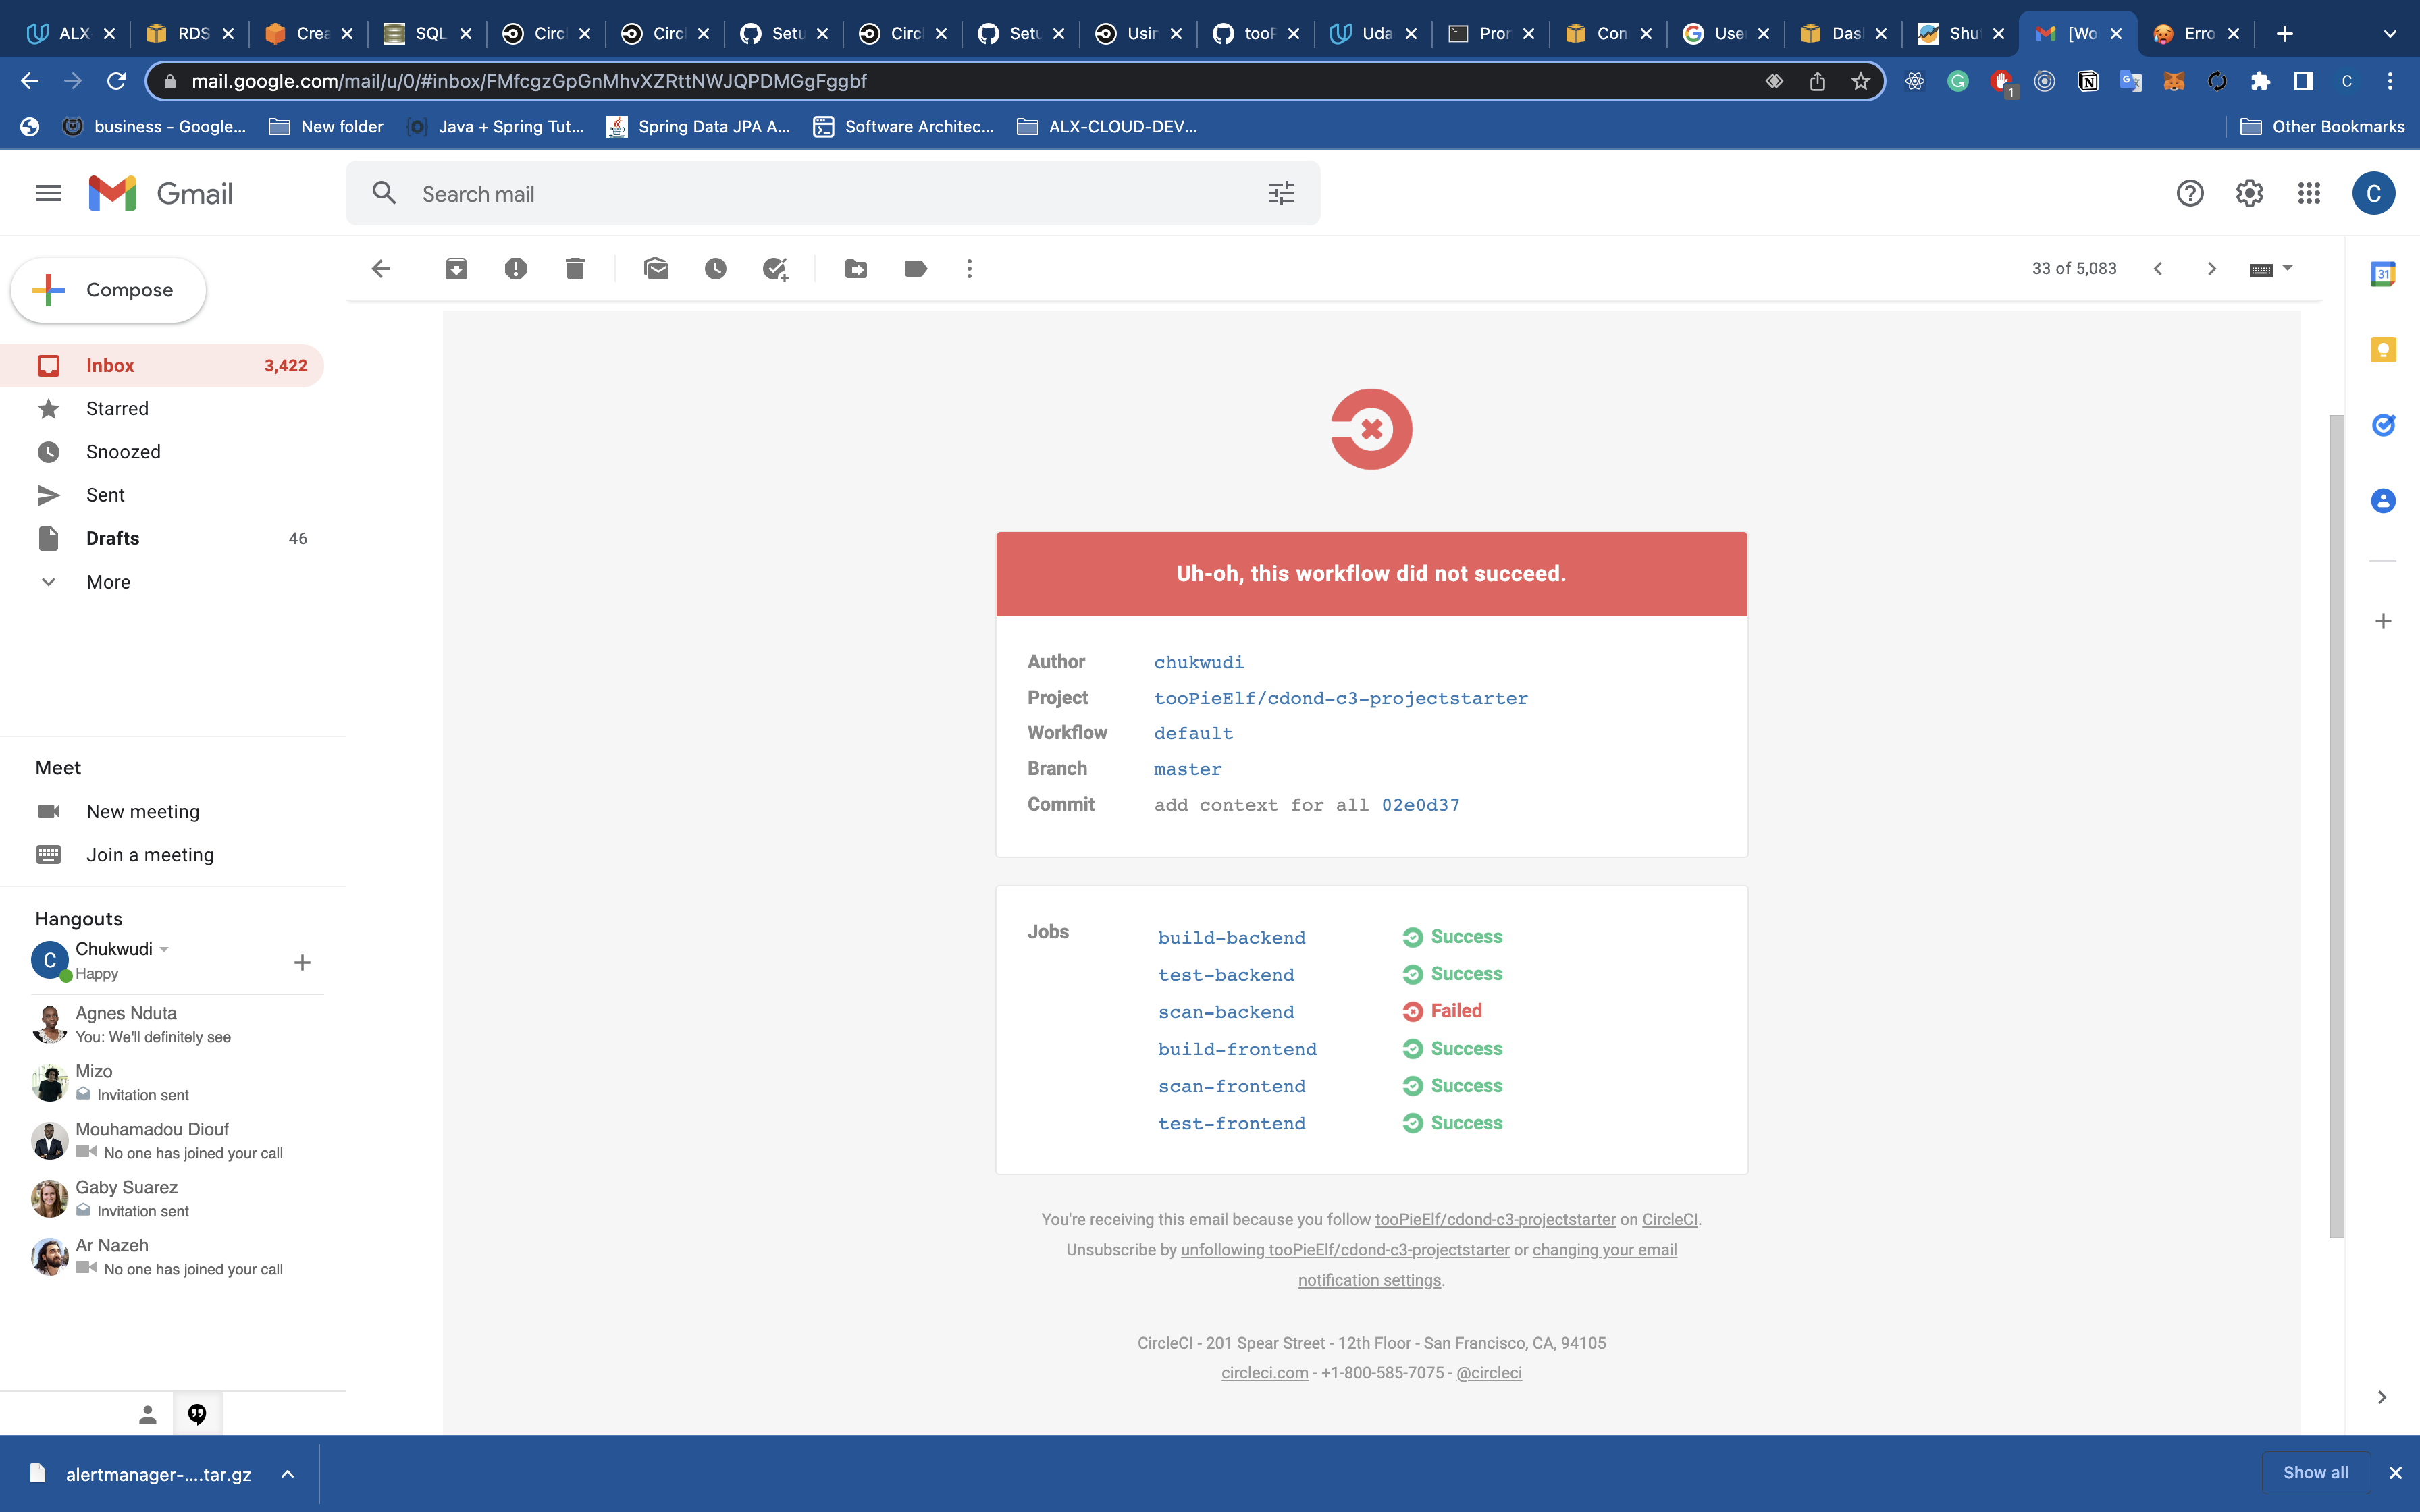 ALX
RDS
Crea
SQL
Circl
Circl
Setu
Circl
Setu
Usin
tooP
Uda
Pror
Con
Use
Das
Shu
[Wo
Erro
mail.google.com/mail/u/0/#inbox/FMfcgzGpGnMhvXZRttNWJQPDMGgFggbf
1
C
business - Google...
New folder
Java + Spring Tut...
Spring Data JPA A...
Software Architec...
ALX-CLOUD-DEV...
Other Bookmarks
Gmail
Search mail
C
33 of 5,083
31
Compose
Inbox 3,422
Starred
Snoozed
Sent
Drafts 46
More
Meet
New meeting
Join a meeting
Hangouts
C
Chukwudi
Happy
Agnes Nduta
You: We'll definitely see
Mizo
Invitation sent
Mouhamadou Diouf
No one has joined your call
Gaby Suarez
Invitation sent
Ar Nazeh
No one has joined your call
Uh-oh, this workflow did not succeed.
Author chukwudi
Project tooPieElf/cdond-c3-projectstarter
Workflow default
Branch master
Commit add context for all 02e0d37
Jobs
build-backend Success
test-backend Success
scan-backend Failed
build-frontend Success
scan-frontend Success
test-frontend Success
You're receiving this email because you follow tooPieElf/cdond-c3-projectstarter on CircleCI.
Unsubscribe by unfollowing tooPieElf/cdond-c3-projectstarter or changing your email
notification settings.
CircleCI - 201 Spear Street - 12th Floor - San Francisco, CA, 94105
circleci.com - +1-800-585-7075 - @circleci
alertmanager-....tar.gz
Show all